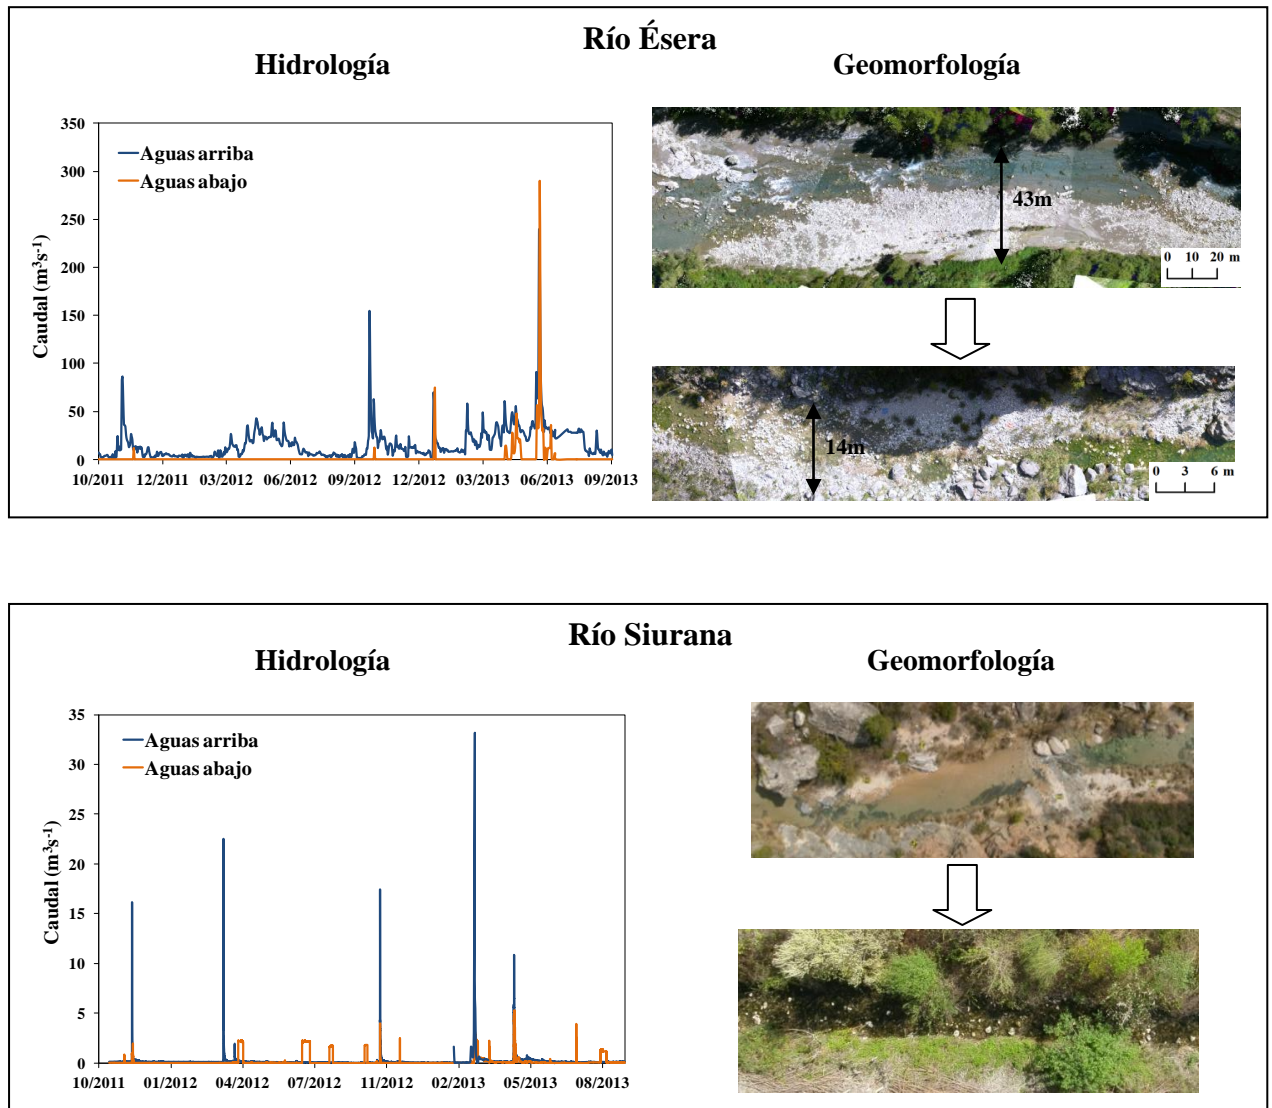 Río Ésera
Hidrología
Geomorfología
350
300
250
200
150
100
50
0
Caudal (m³s⁻¹)
Aguas arriba
Aguas abajo
10/2011 12/2011 03/2012 06/2012 09/2012 12/2012 03/2013 06/2013 09/2013
43m
0 10 20 m
14m
0 3 6 m
Río Siurana
Hidrología
Geomorfología
35
30
25
20
15
10
5
0
Caudal (m³s⁻¹)
Aguas arriba
Aguas abajo
10/2011 01/2012 04/2012 07/2012 11/2012 02/2013 05/2013 08/2013